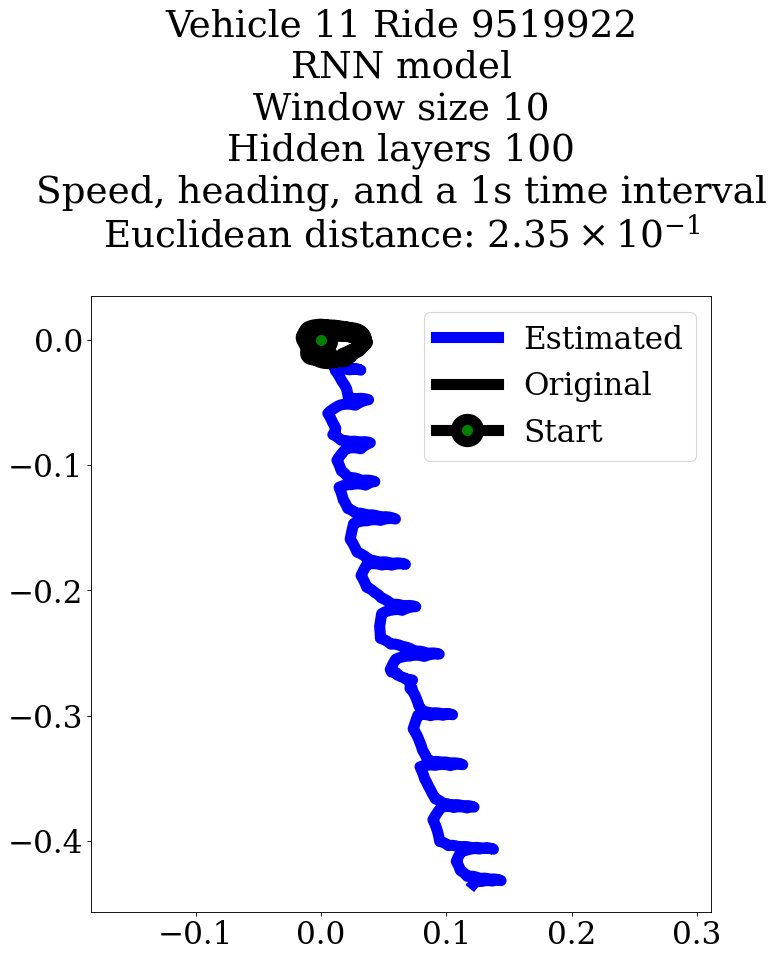 Vehicle 11 Ride 9519922
RNN model
Window size 10
Hidden layers 100
Speed, heading, and a 1s time interval
Euclidean distance: 2.35 × 10⁻¹
Estimated
Original
Start
0.0
−0.1
−0.2
−0.3
−0.4
−0.1 0.0 0.1 0.2 0.3